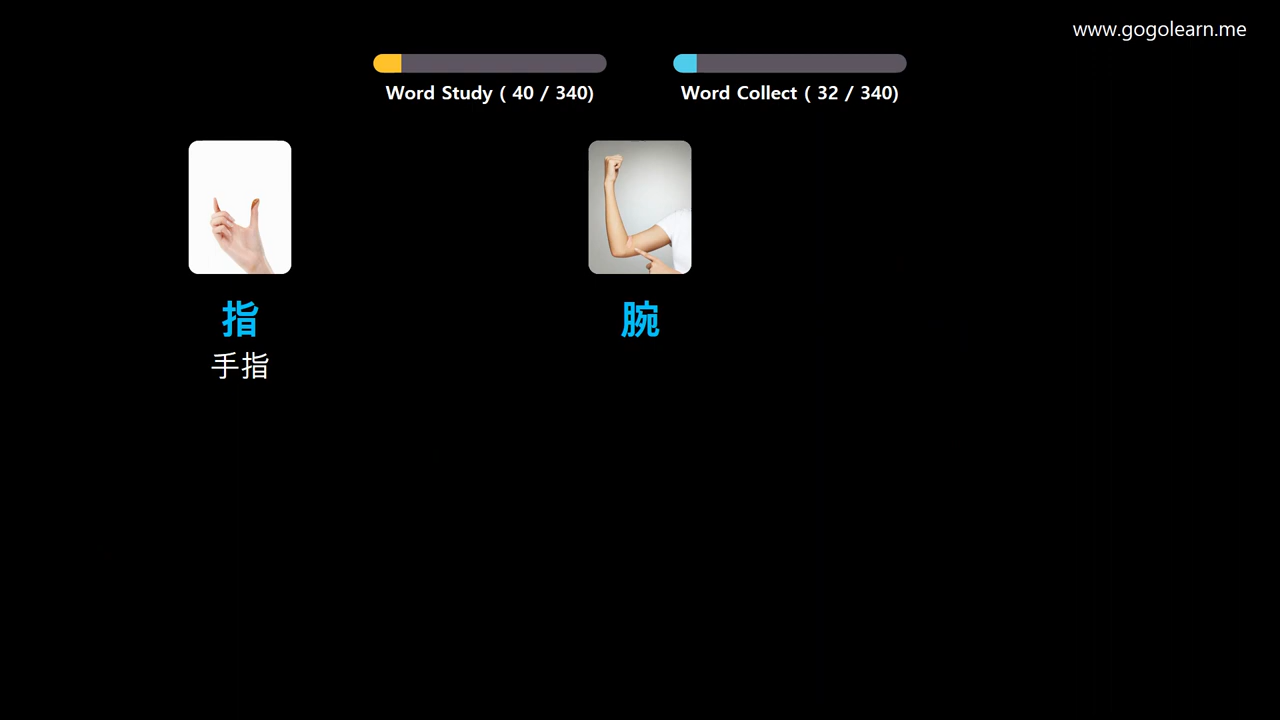 www.gogolearn.me
Word Study ( 40 / 340)
Word Collect ( 32 / 340)
指
手指
腕